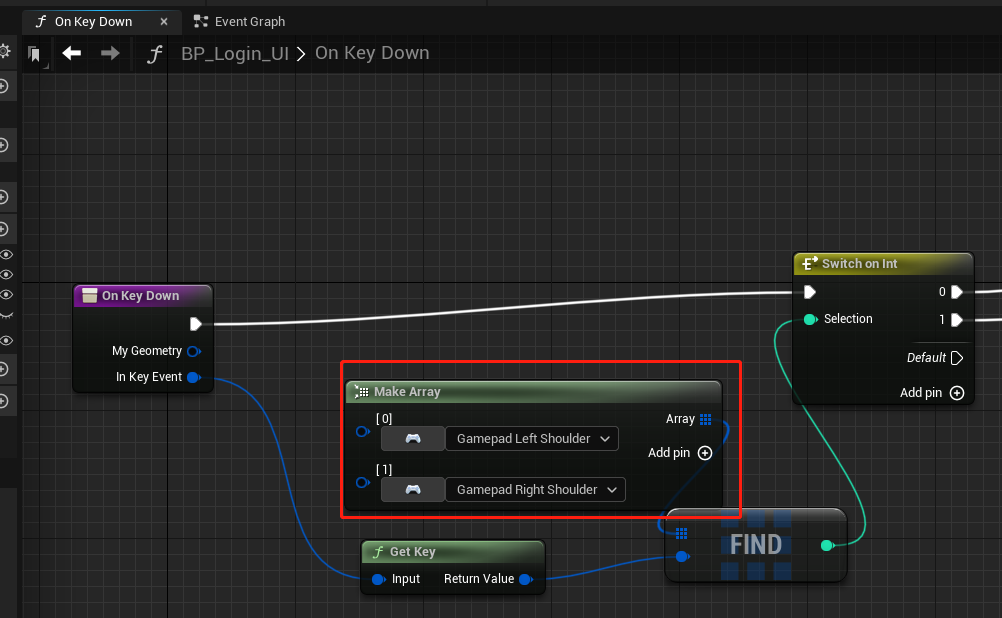 On Key Down
Event Graph
BP_Login_UI > On Key Down
On Key Down
My Geometry
In Key Event
Make Array
[0]
Gamepad Left Shoulder
[1]
Gamepad Right Shoulder
Array
Add pin
Get Key
Input
Return Value
FIND
Switch on Int
Selection
0
1
Default
Add pin